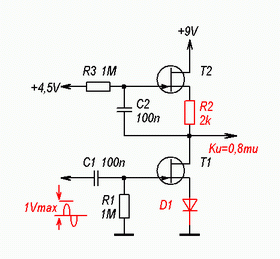 +9V
R3 1M
T2
+4,5V
C2
100n
R2
2k
Ku=0,8mu
C1 100n
T1
1Vmax
R1
1M
D1